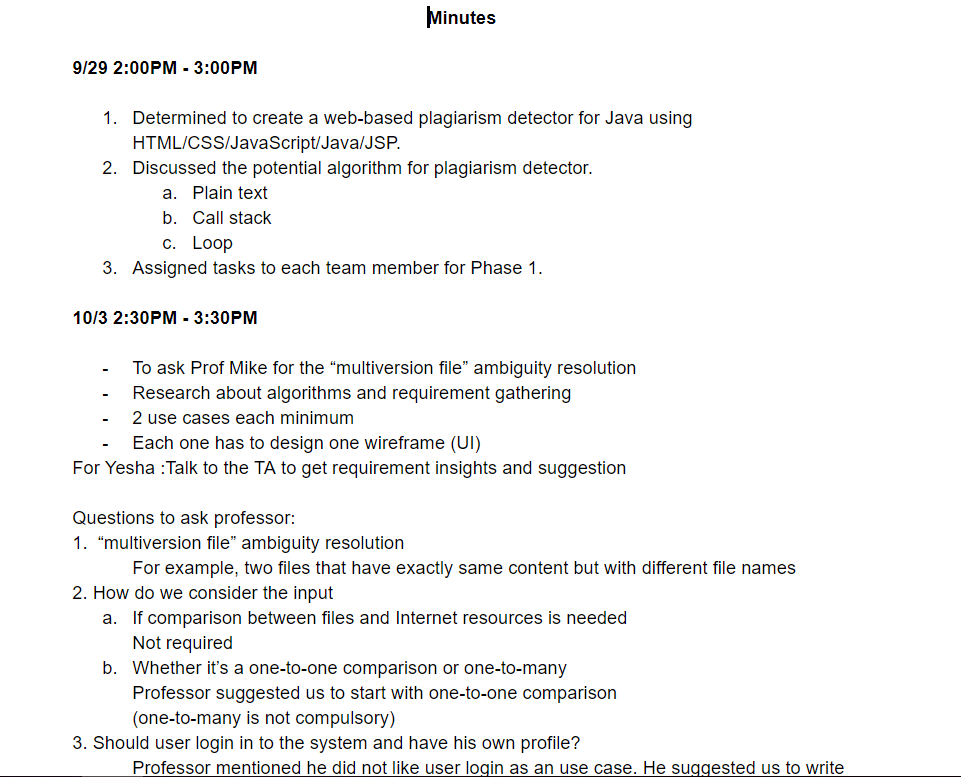 Minutes
9/29 2:00PM - 3:00PM
1. Determined to create a web-based plagiarism detector for Java using
HTML/CSS/JavaScript/Java/JSP.
2. Discussed the potential algorithm for plagiarism detector.
a. Plain text
b. Call stack
c. Loop
3. Assigned tasks to each team member for Phase 1.
10/3 2:30PM - 3:30PM
- To ask Prof Mike for the “multiversion file” ambiguity resolution
- Research about algorithms and requirement gathering
- 2 use cases each minimum
- Each one has to design one wireframe (UI)
For Yesha :Talk to the TA to get requirement insights and suggestion
Questions to ask professor:
1. “multiversion file” ambiguity resolution
For example, two files that have exactly same content but with different file names
2. How do we consider the input
a. If comparison between files and Internet resources is needed
Not required
b. Whether it’s a one-to-one comparison or one-to-many
Professor suggested us to start with one-to-one comparison
(one-to-many is not compulsory)
3. Should user login in to the system and have his own profile?
Professor mentioned he did not like user login as an use case. He suggested us to write